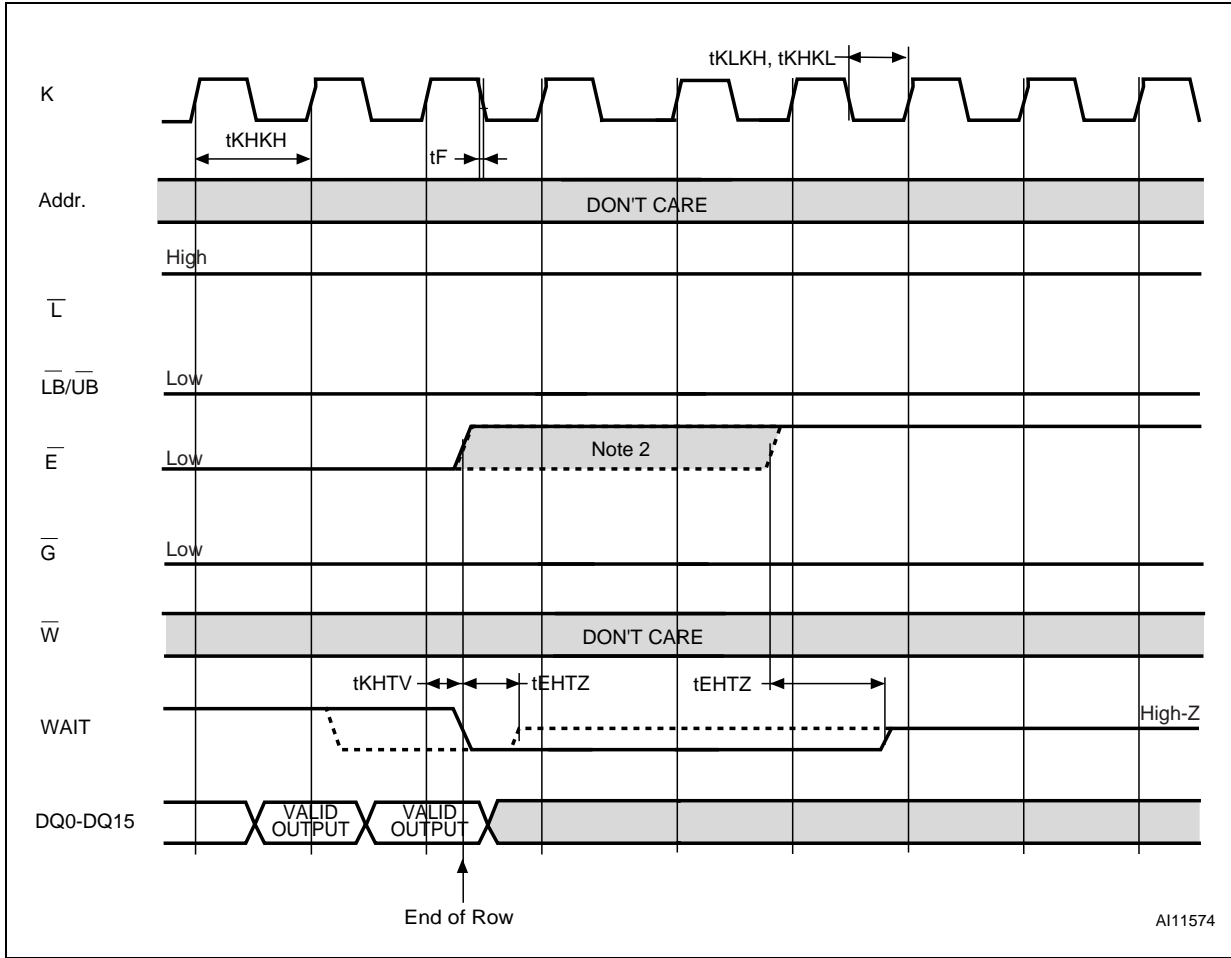 tKLKH, tKHKL
K
tKHKH
tF
Addr.
DON'T CARE
High
L
LB/UB
Low
E
Low
Note 2
G
Low
W
DON'T CARE
tKHTV
tEHTZ
tEHTZ
WAIT
High-Z
DQ0-DQ15
VALID
OUTPUT
VALID
OUTPUT
End of Row
AI11574